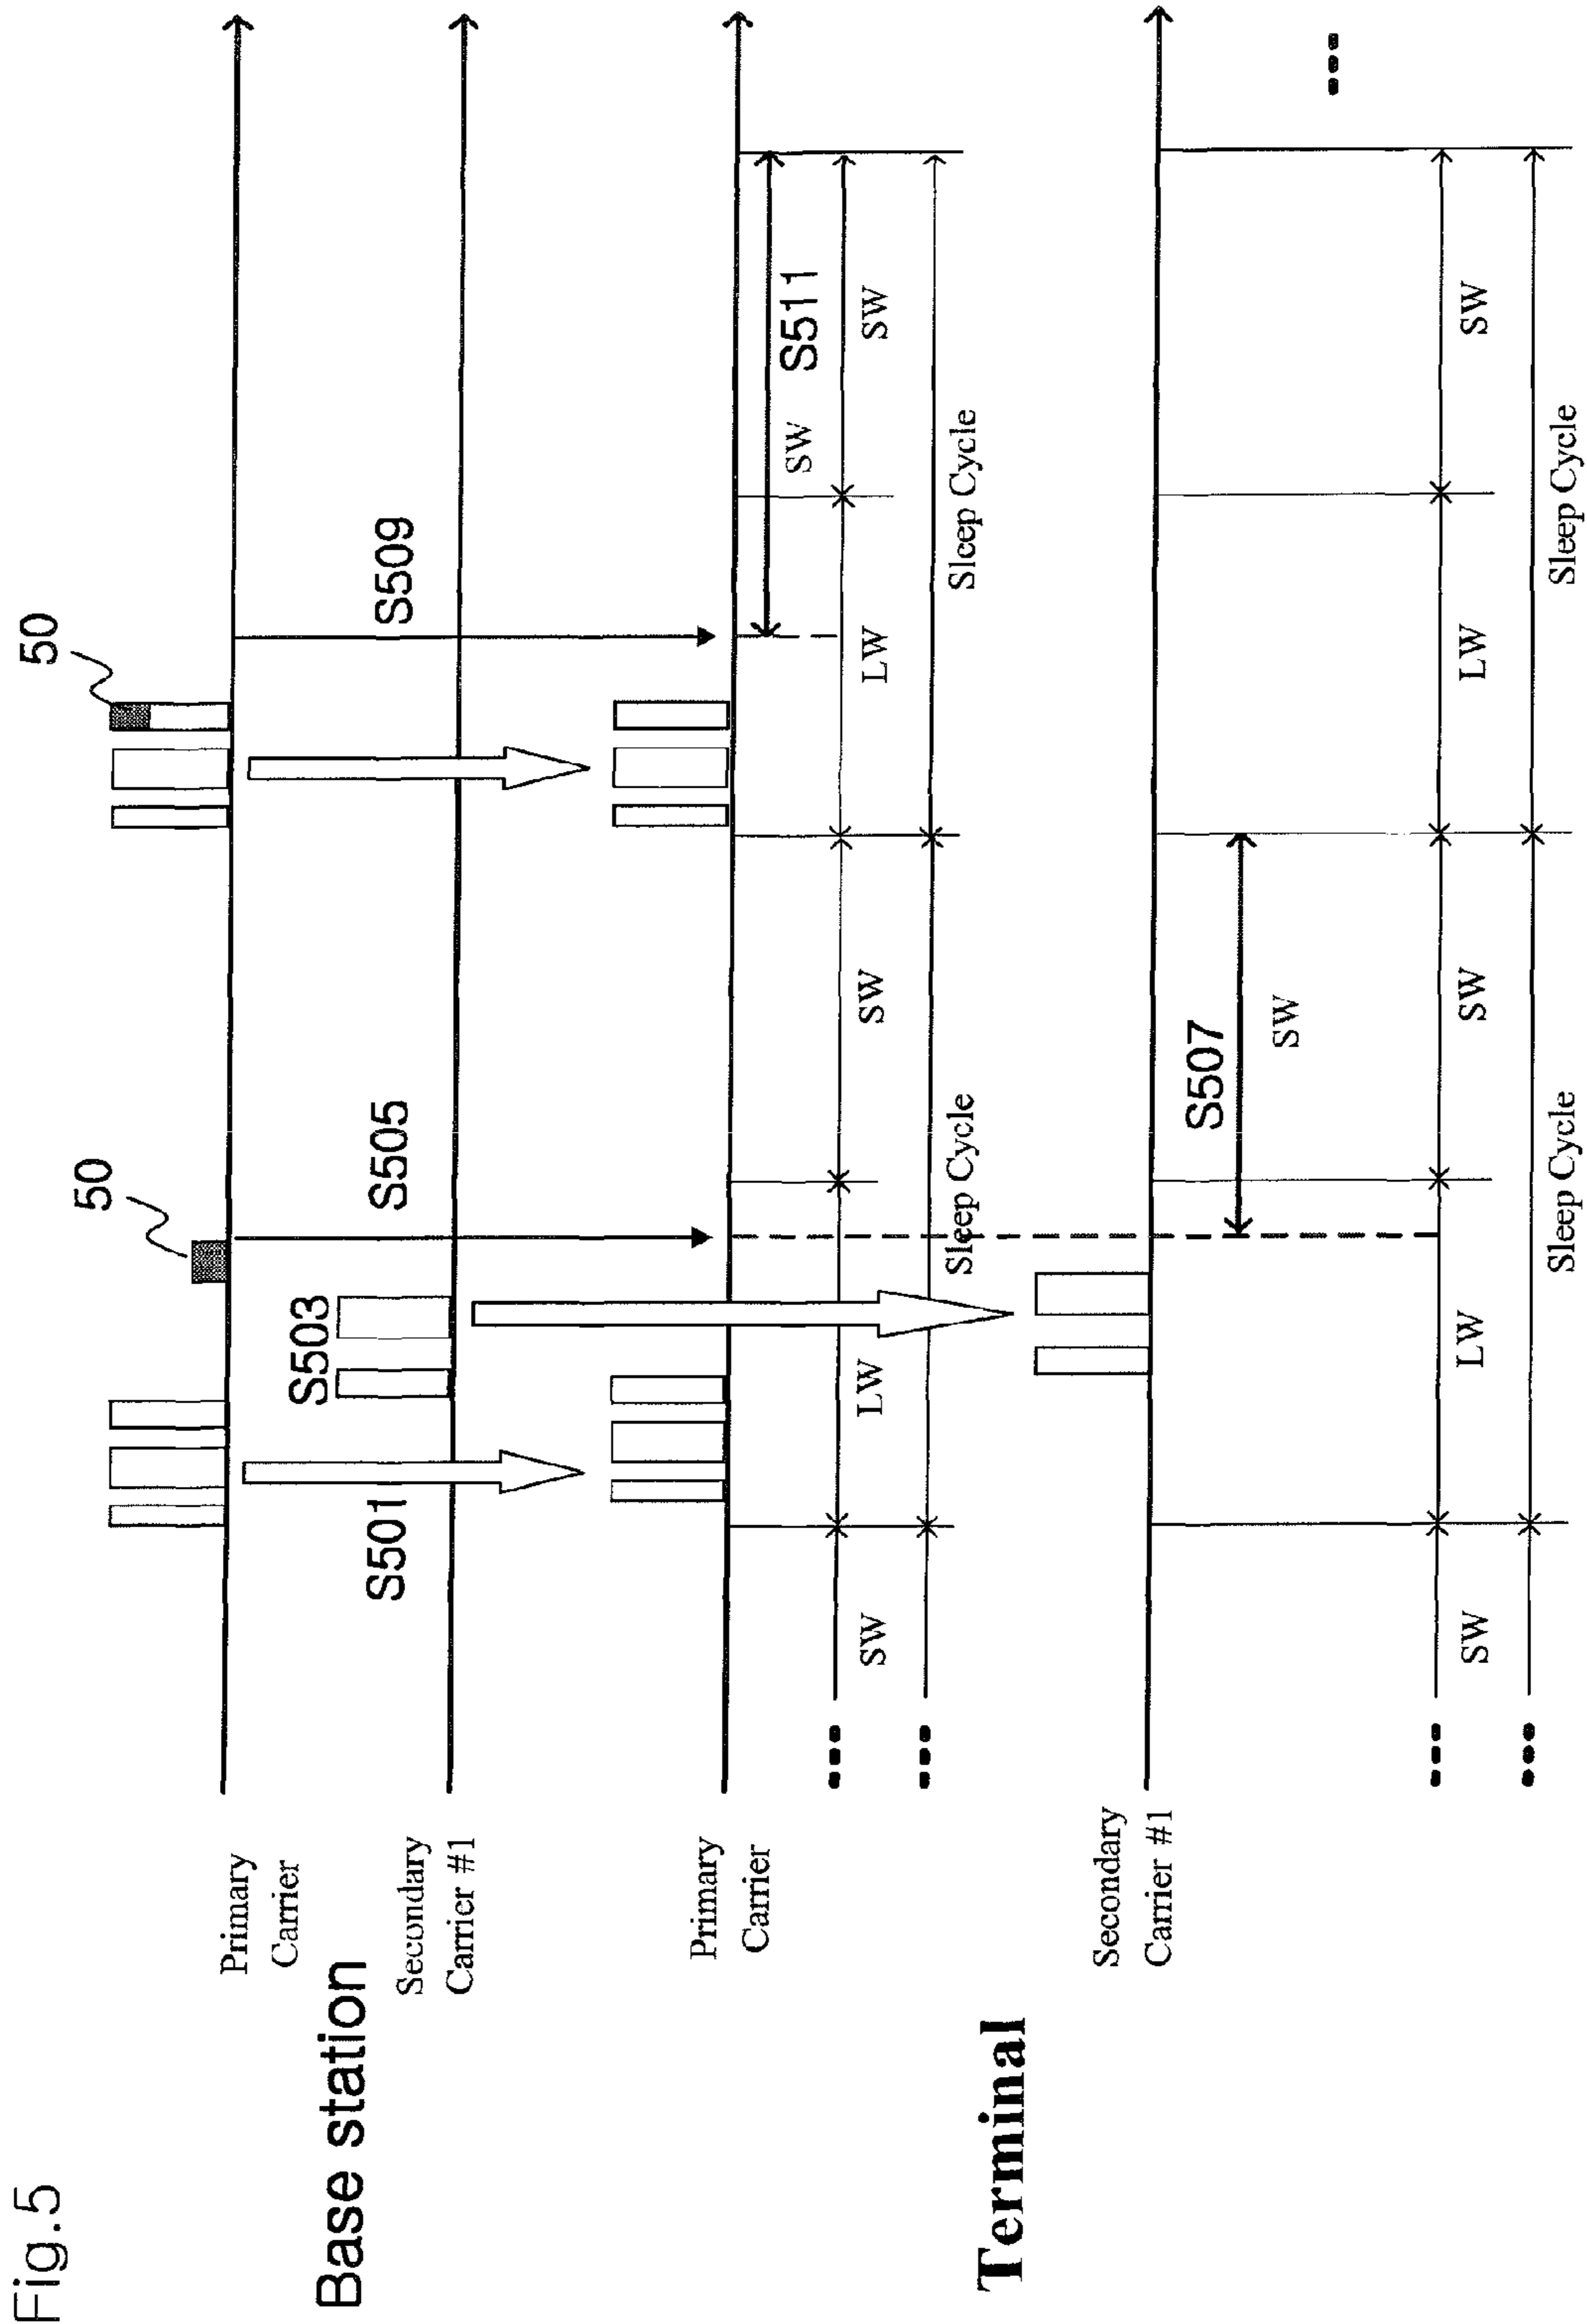 Fig.5
Base station
Primary
Carrier
50
50
Secondary
Carrier #1
S501
S503
S505
S509
Terminal
Primary
Carrier
SW
S511
SW
LW
SW
LW
SW
Sleep Cycle
Sleep Cycle
Secondary
Carrier #1
S507
SW
SW
LW
SW
LW
SW
Sleep Cycle
Sleep Cycle